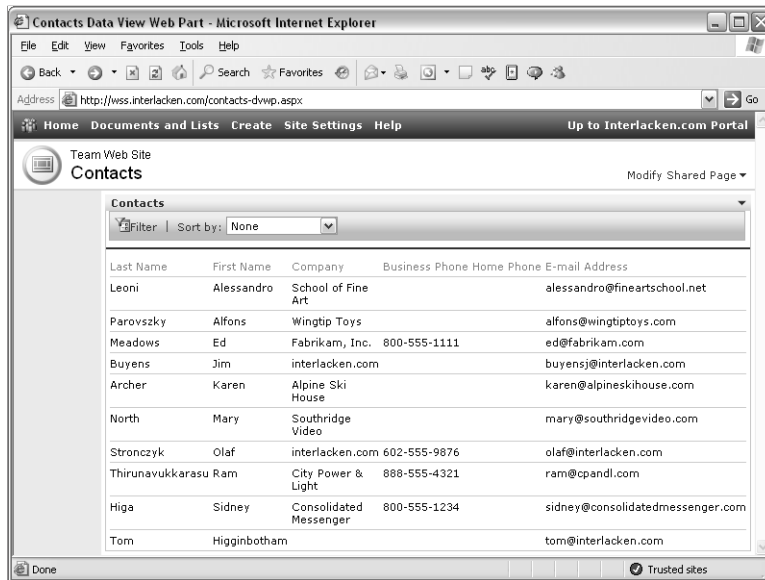 Contacts Data View Web Part - Microsoft Internet Explorer
File Edit View Favorites Tools Help
Back Search Favorites
Address http://wss.interlacken.com/contacts-dvwp.aspx Go
Home Documents and Lists Create Site Settings Help Up to Interlacken.com Portal
Team Web Site
Contacts
Modify Shared Page
Contacts
Filter | Sort by: None
Last Name First Name Company Business Phone Home Phone E-mail Address
Leoni Alessandro School of Fine alessandro@fineartschool.net
Art
Parovszky Alfons Wingtip Toys alfons@wingtiptoys.com
Meadows Ed Fabrikam, Inc. 800-555-1111 ed@fabrikam.com
Buyens Jim interlacken.com buyensj@interlacken.com
Archer Karen Alpine Ski karen@alpineskihouse.com
House
North Mary Southridge mary@southridgevideo.com
Video
Stronczyk Olaf interlacken.com 602-555-9876 olaf@interlacken.com
Thirunavukkarasu Ram City Power & 888-555-4321 ram@cpandl.com
Light
Higa Sidney Consolidated 800-555-1234 sidney@consolidatedmessenger.com
Messenger
Tom Higginbotham tom@interlacken.com
Done Trusted sites